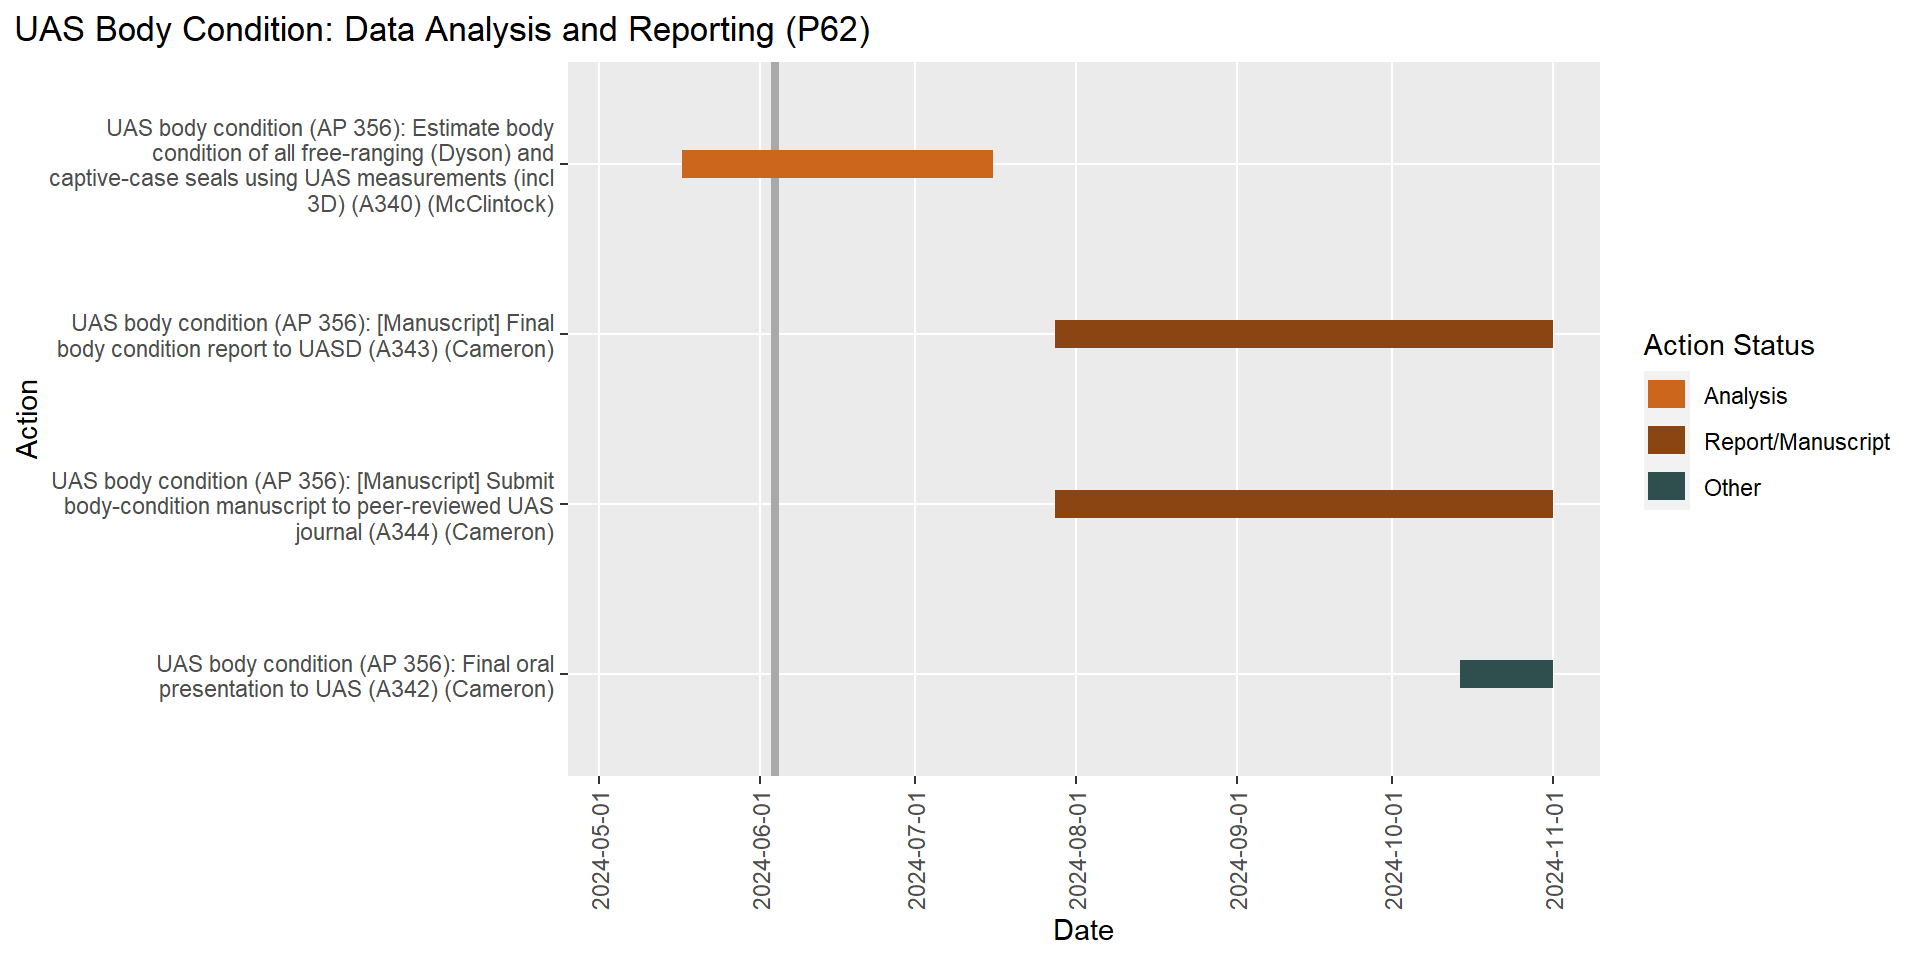 UAS Body Condition: Data Analysis and Reporting (P62)
UAS body condition (AP 356): Estimate body
condition of all free-ranging (Dyson) and
captive-case seals using UAS measurements (incl
3D) (A340) (McClintock)
UAS body condition (AP 356): [Manuscript] Final
body condition report to UASD (A343) (Cameron)
UAS body condition (AP 356): [Manuscript] Submit
body-condition manuscript to peer-reviewed UAS
journal (A344) (Cameron)
UAS body condition (AP 356): Final oral
presentation to UAS (A342) (Cameron)
Action
2024-05-01
2024-06-01
2024-07-01
2024-08-01
2024-09-01
2024-10-01
2024-11-01
Date
Action Status
Analysis
Report/Manuscript
Other